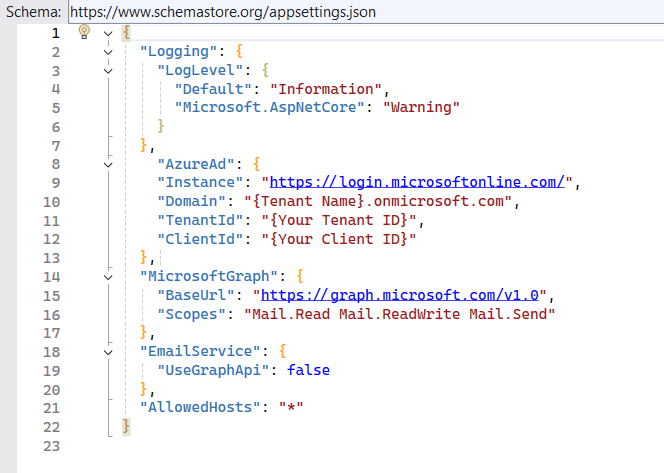 Schema: https://www.schemastore.org/appsettings.json
1 {
2 "Logging": {
3 "LogLevel": {
4 "Default": "Information",
5 "Microsoft.AspNetCore": "Warning"
6 }
7 },
8 "AzureAd": {
9 "Instance": "https://login.microsoftonline.com/",
10 "Domain": "{Tenant Name}.onmicrosoft.com",
11 "TenantId": "{Your Tenant ID}",
12 "ClientId": "{Your Client ID}"
13 },
14 "MicrosoftGraph": {
15 "BaseUrl": "https://graph.microsoft.com/v1.0",
16 "Scopes": "Mail.Read Mail.ReadWrite Mail.Send"
17 },
18 "EmailService": {
19 "UseGraphApi": false
20 },
21 "AllowedHosts": "*"
22 }
23